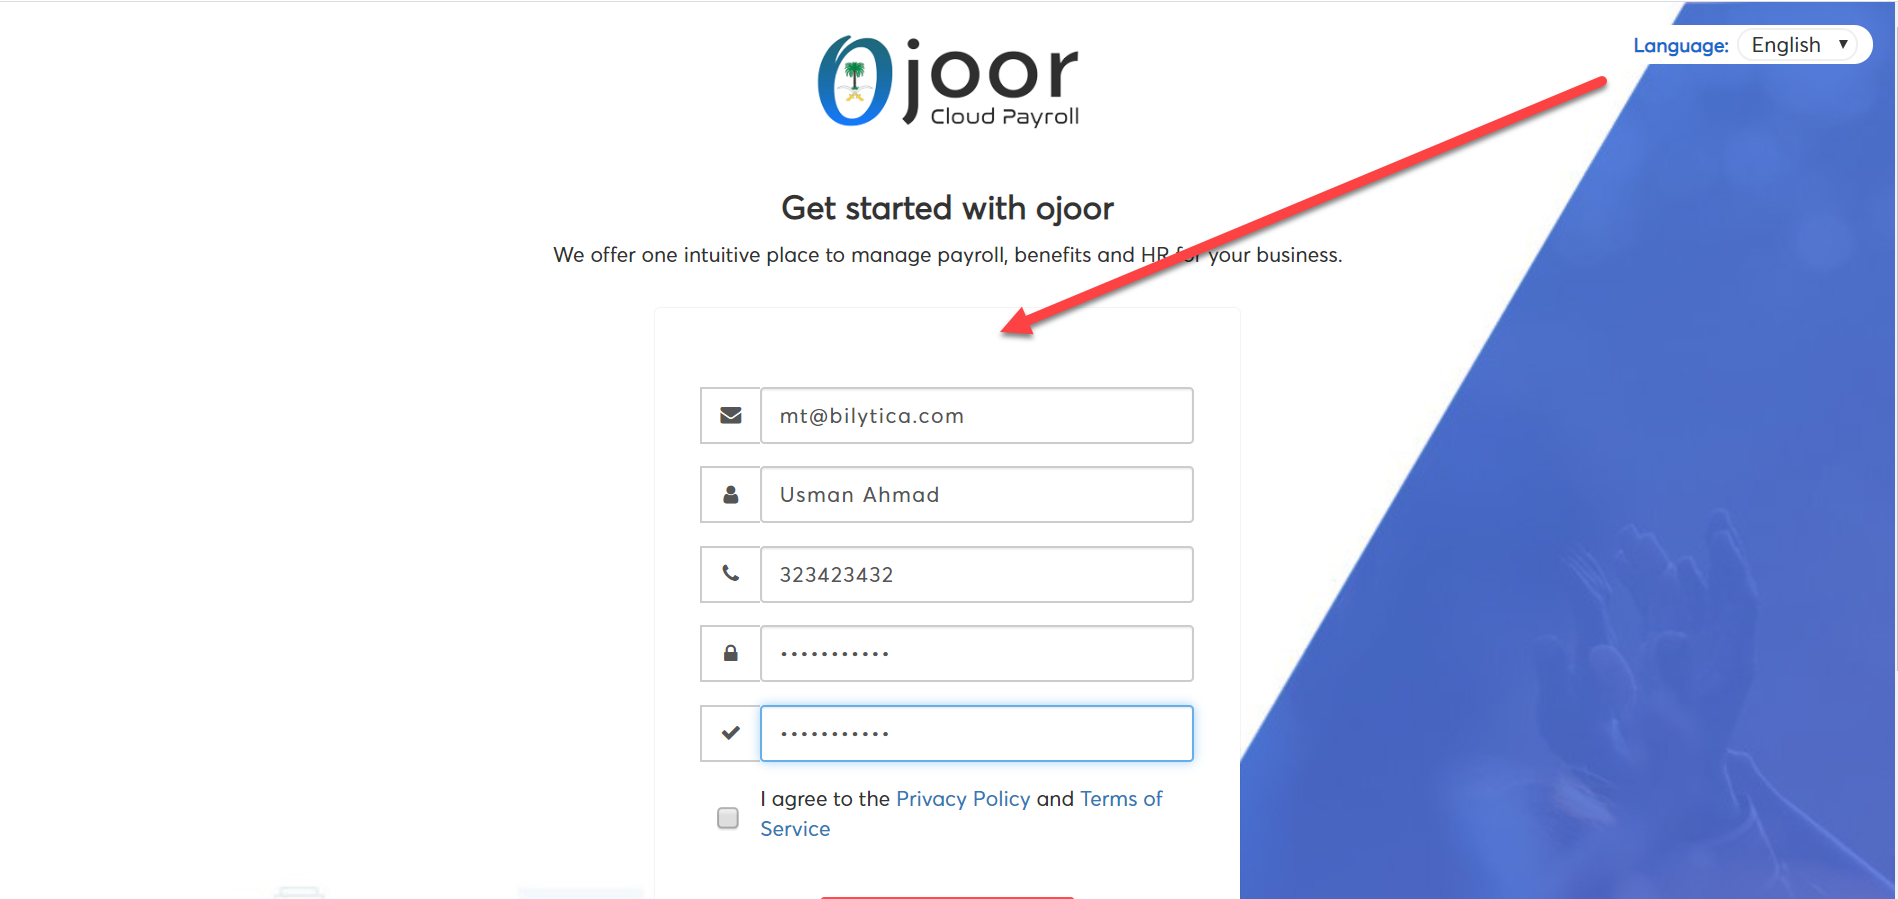 Language: English
Ojoor
Cloud Payroll
Get started with ojoor
We offer one intuitive place to manage payroll, benefits and HR for your business.
mt@bilytica.com
Usman Ahmad
323423432
•••••••••••
•••••••••••
I agree to the Privacy Policy and Terms of
Service